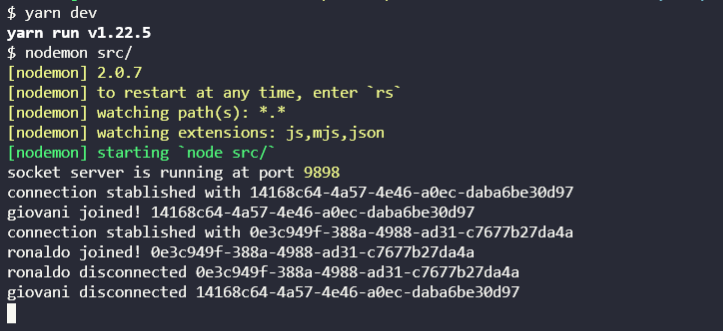 $ yarn dev
yarn run v1.22.5
$ nodemon src/
[nodemon] 2.0.7
[nodemon] to restart at any time, enter `rs`
[nodemon] watching path(s): *.*
[nodemon] watching extensions: js,mjs,json
[nodemon] starting `node src/`
socket server is running at port 9898
connection stablished with 14168c64-4a57-4e46-a0ec-daba6be30d97
giovani joined! 14168c64-4a57-4e46-a0ec-daba6be30d97
connection stablished with 0e3c949f-388a-4988-ad31-c7677b27da4a
ronaldo joined! 0e3c949f-388a-4988-ad31-c7677b27da4a
ronaldo disconnected 0e3c949f-388a-4988-ad31-c7677b27da4a
giovani disconnected 14168c64-4a57-4e46-a0ec-daba6be30d97